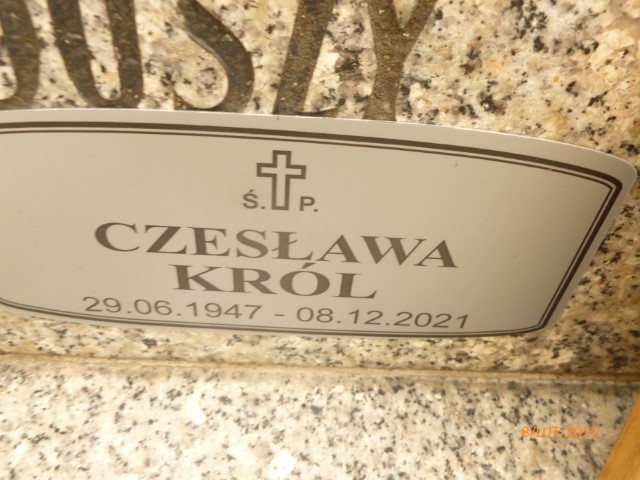 Ś. P.
CZESŁAWA
KRÓL
29.06.1947 - 08.12.2021